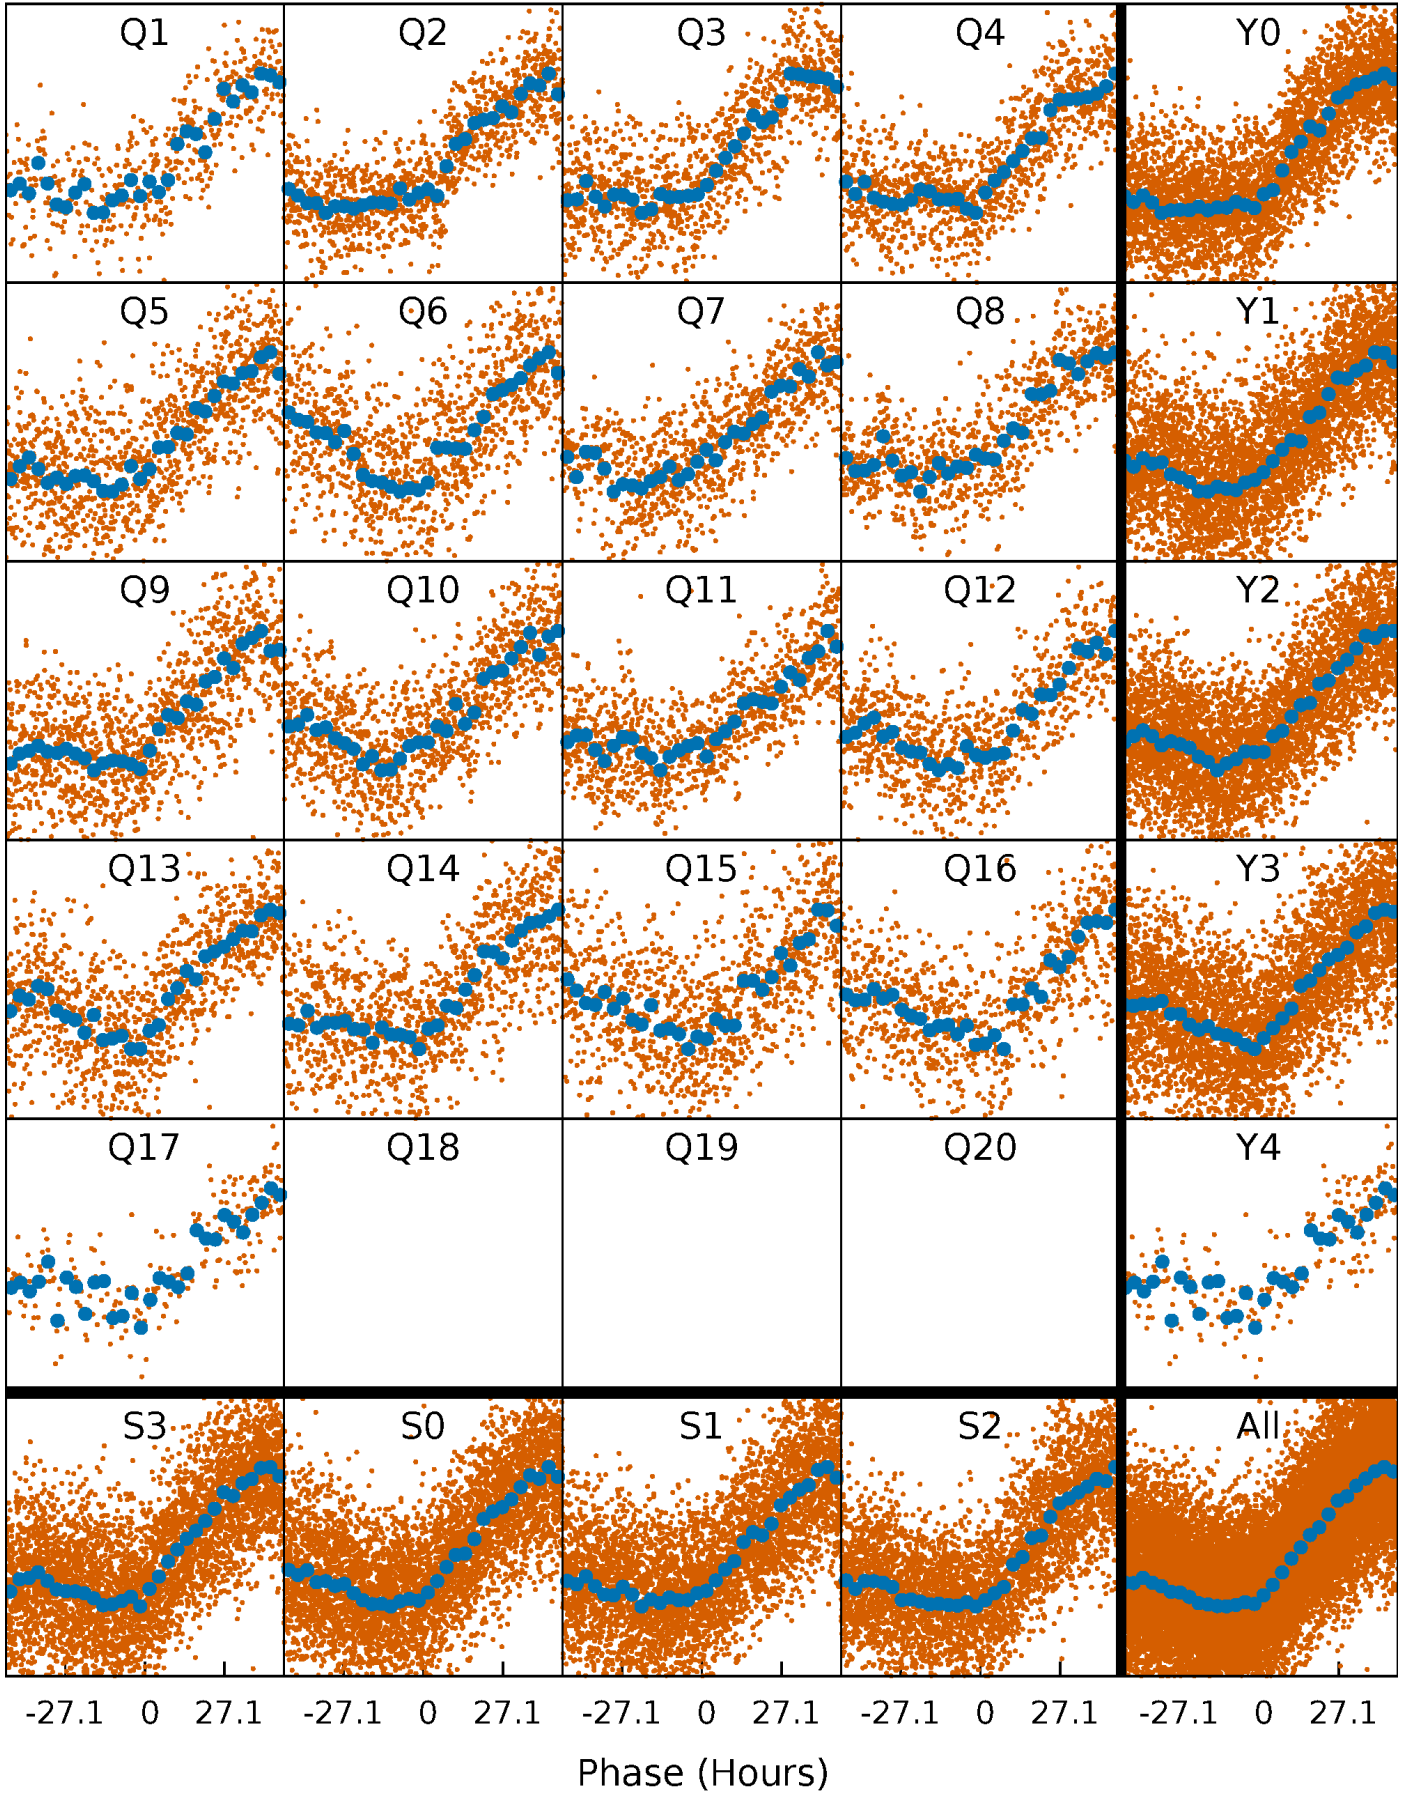 Q1 Q2 Q3 Q4 Y0
Q5 Q6 Q7 Q8 Y1
Q9 Q10 Q11 Q12 Y2
Q13 Q14 Q15 Q16 Y3
Q17 Q18 Q19 Q20 Y4
S3 S0 S1 S2 All
-27.1 0 27.1 -27.1 0 27.1 -27.1 0 27.1 -27.1 0 27.1 -27.1 0 27.1
Phase (Hours)